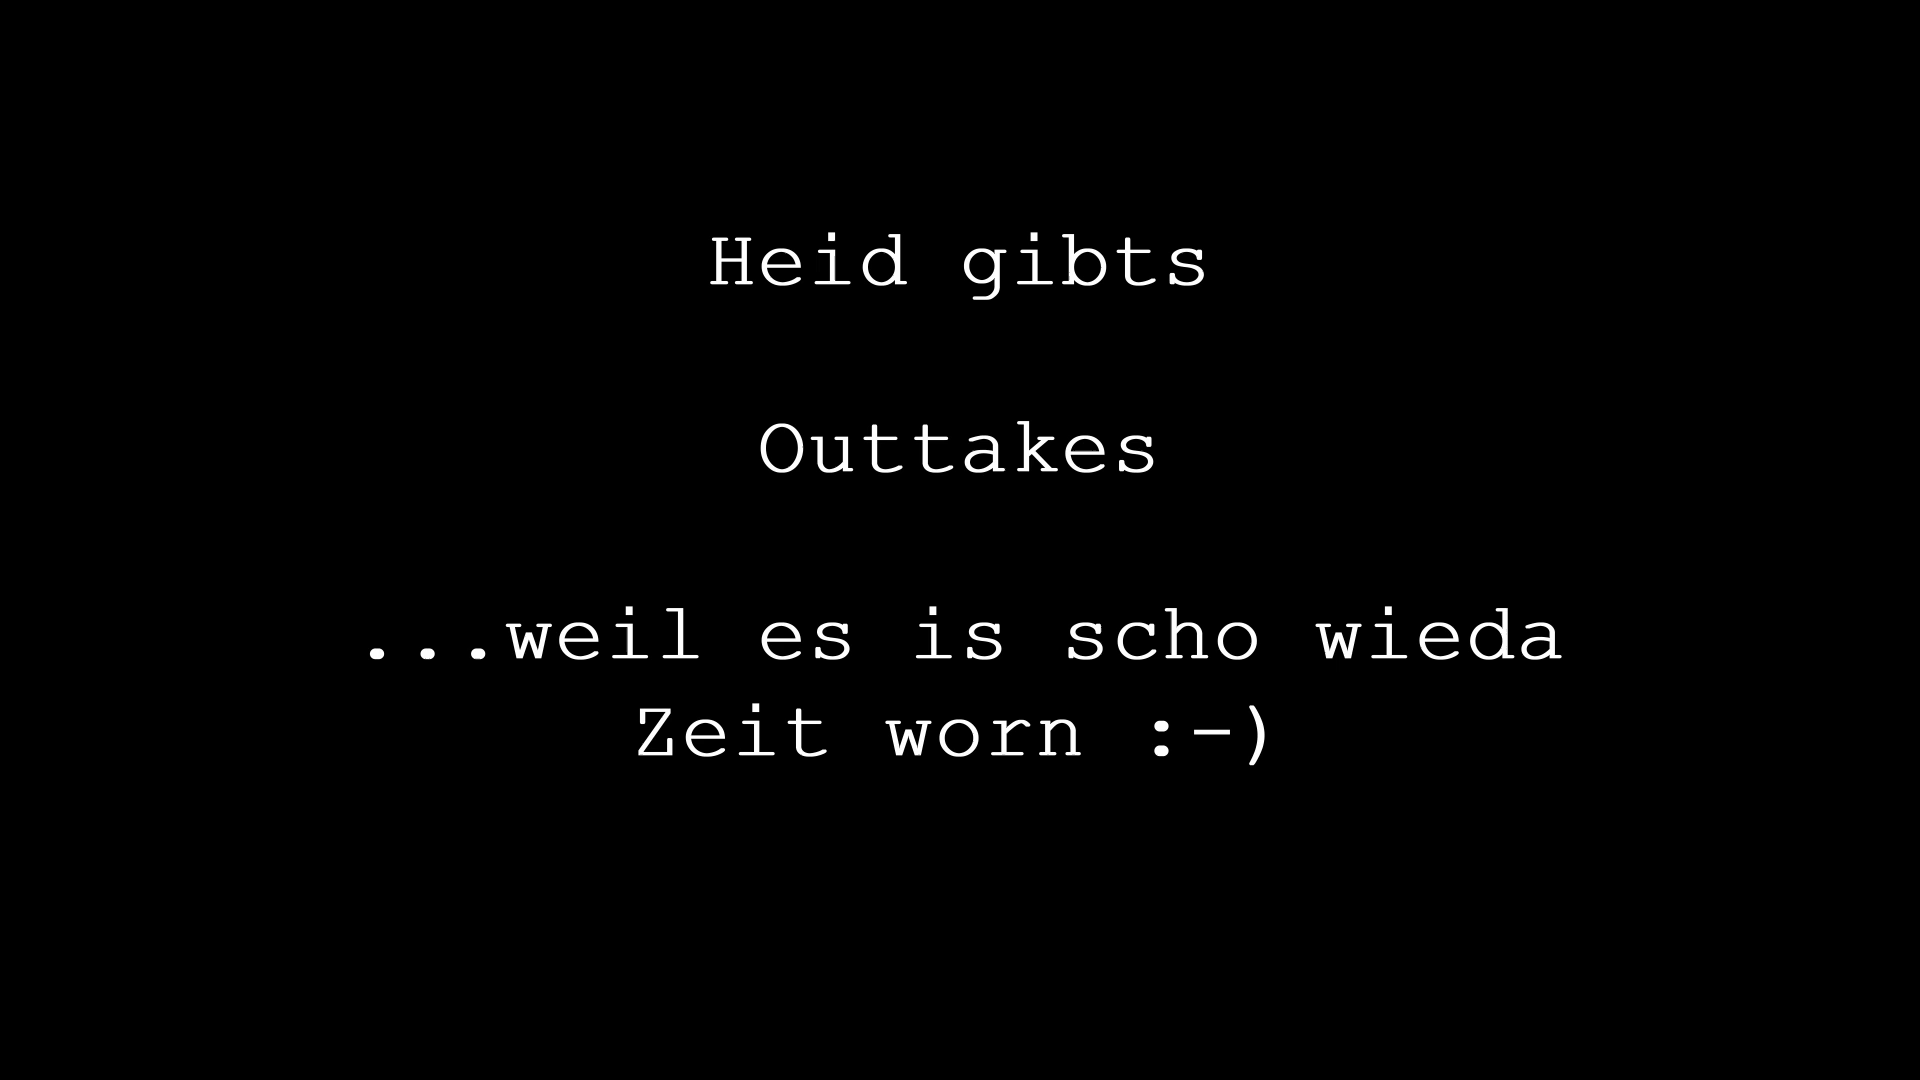 Heid gibts
Outtakes
...weil es is scho wieda
Zeit worn :-)